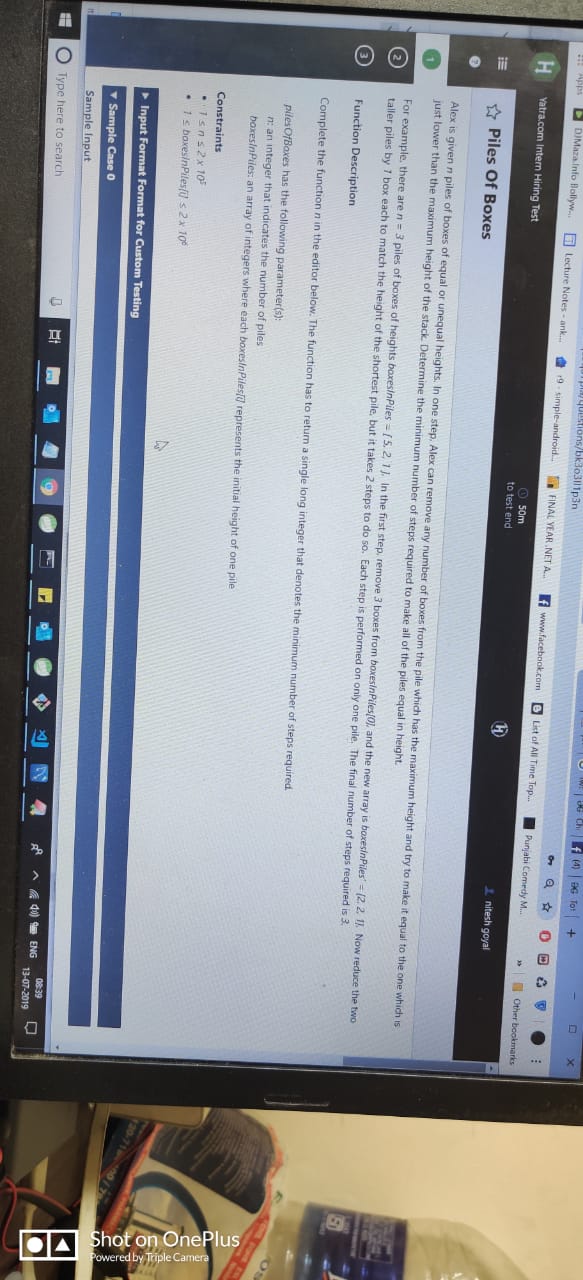 Apps
DJMaza.Info Bollyw...
Lecture Notes - ank...
r9 - simple-android...
FINAL YEAR .NET A...
www.facebook.com
List of All Time Top...
Punjabi Comedy M...
»
Other bookmarks
H
Yatra.com Intern Hiring Test
50m
to test end
H
nitesh goyal
☆ Piles Of Boxes
Alex is given n piles of boxes of equal or unequal heights. In one step, Alex can remove any number of boxes from the pile which has the maximum height and try to make it equal to the one which is
just lower than the maximum height of the stack. Determine the minimum number of steps required to make all of the piles equal in height.
For example, there are n = 3 piles of boxes of heights boxesInPiles = [ 5, 2, 1 ]. In the first step, remove 3 boxes from boxesInPiles[0], and the new array is boxesInPiles' = [2, 2, 1]. Now reduce the two
taller piles by 1 box each to match the height of the shortest pile, but it takes 2 steps to do so. Each step is performed on only one pile. The final number of steps required is 3.
Function Description
Complete the function n in the editor below. The function has to return a single long integer that denotes the minimum number of steps required.
pilesOfBoxes has the following parameter(s):
n: an integer that indicates the number of piles
boxesInPiles: an array of integers where each boxesInPiles[i] represents the initial height of one pile
Constraints
• 1 ≤ n ≤ 2 x 10⁵
• 1 ≤ boxesInPiles[i] ≤ 2 x 10⁶
▶ Input Format Format for Custom Testing
▼ Sample Case 0
Sample Input
1
2
3
Type here to search
ENG
08:39
13-07-2019
Shot on OnePlus
Powered by Triple Camera